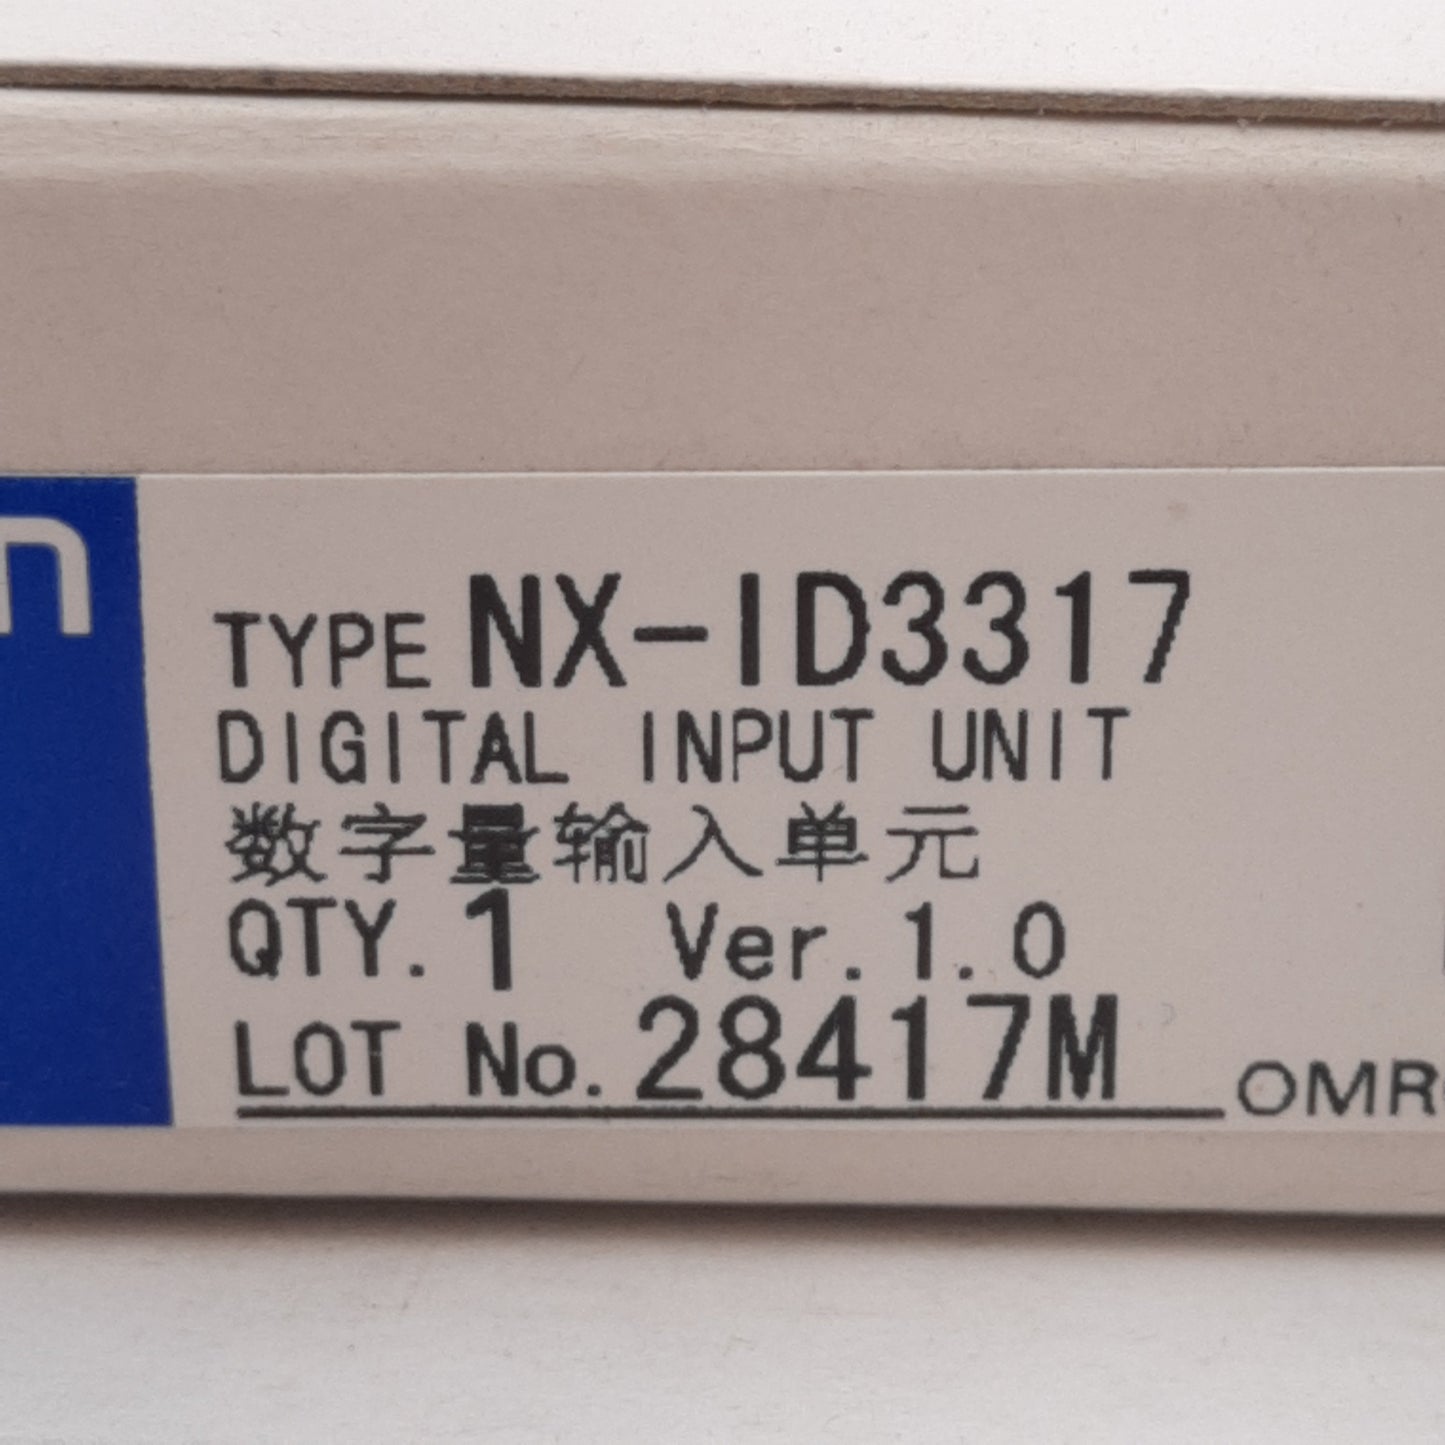 TYPE NX-ID3317
DIGITAL INPUT UNIT
数字量输入单元
QTY. 1 Ver. 1.0
LOT No. 28417M